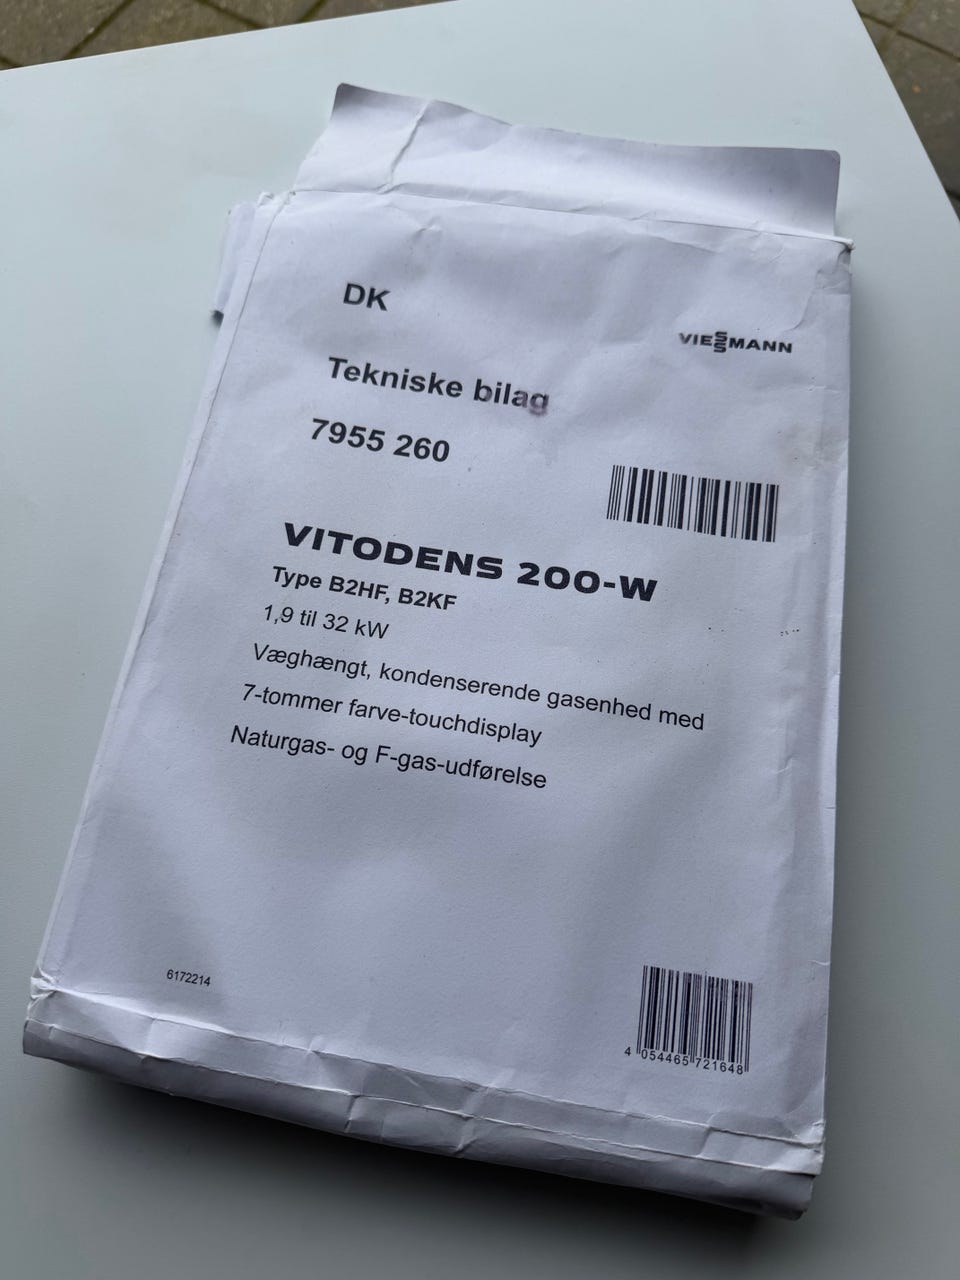 DK
VIESSMANN
Tekniske bilag
7955 260
VITODENS 200-W
Type B2HF, B2KF
1,9 til 32 kW
Væghængt, kondenserende gasenhed med
7-tommer farve-touchdisplay
Naturgas- og F-gas-udførelse
6172214
4 054465 721648